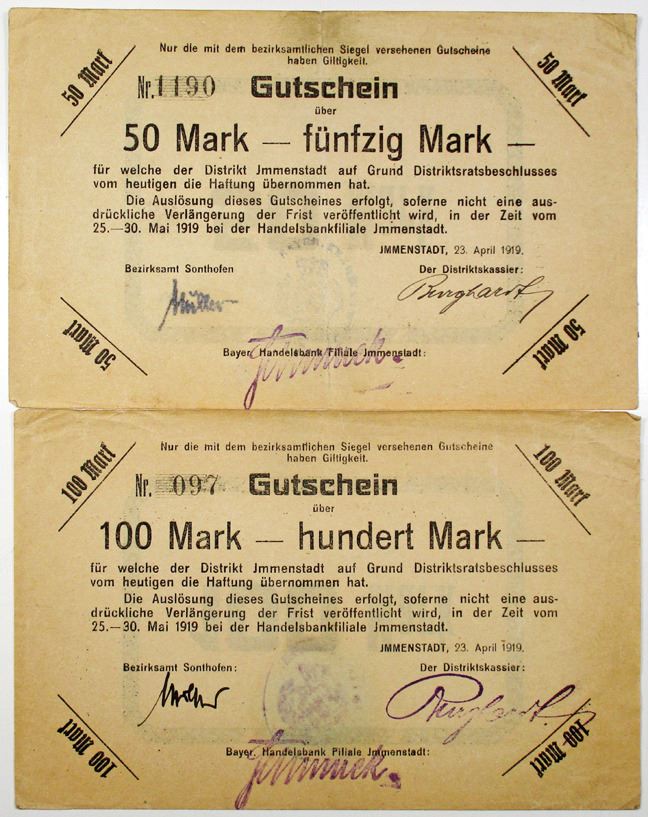 Nur die mit dem bezirksamtlichen Siegel versehenen Gutscheine
haben Giltigkeit.
50 Mark
50 Mark
Nr. 1190 Gutschein
über
50 Mark — fünfzig Mark —
für welche der Distrikt Jmmenstadt auf Grund Distriktsratsbeschlusses
vom heutigen die Haftung übernommen hat.
Die Auslösung dieses Gutscheines erfolgt, soferne nicht eine aus-
drückliche Verlängerung der Frist veröffentlicht wird, in der Zeit vom
25.—30. Mai 1919 bei der Handelsbankfiliale Jmmenstadt.
JMMENSTADT, 23. April 1919.
Bezirksamt Sonthofen
Der Distriktskassier:
Müller
Burghardt
50 Mark
50 Mark
Bayer. Handelsbank Filiale Jmmenstadt:
Nur die mit dem bezirksamtlichen Siegel versehenen Gutscheine
haben Giltigkeit.
100 Mark
100 Mark
Nr. 097 Gutschein
über
100 Mark — hundert Mark —
für welche der Distrikt Jmmenstadt auf Grund Distriktsratsbeschlusses
vom heutigen die Haftung übernommen hat.
Die Auslösung dieses Gutscheines erfolgt, soferne nicht eine aus-
drückliche Verlängerung der Frist veröffentlicht wird, in der Zeit vom
25.—30. Mai 1919 bei der Handelsbankfiliale Jmmenstadt.
JMMENSTADT, 23. April 1919.
Bezirksamt Sonthofen:
Der Distriktskassier:
Burghardt
100 Mark
100 Mark
Bayer. Handelsbank Filiale Jmmenstadt: